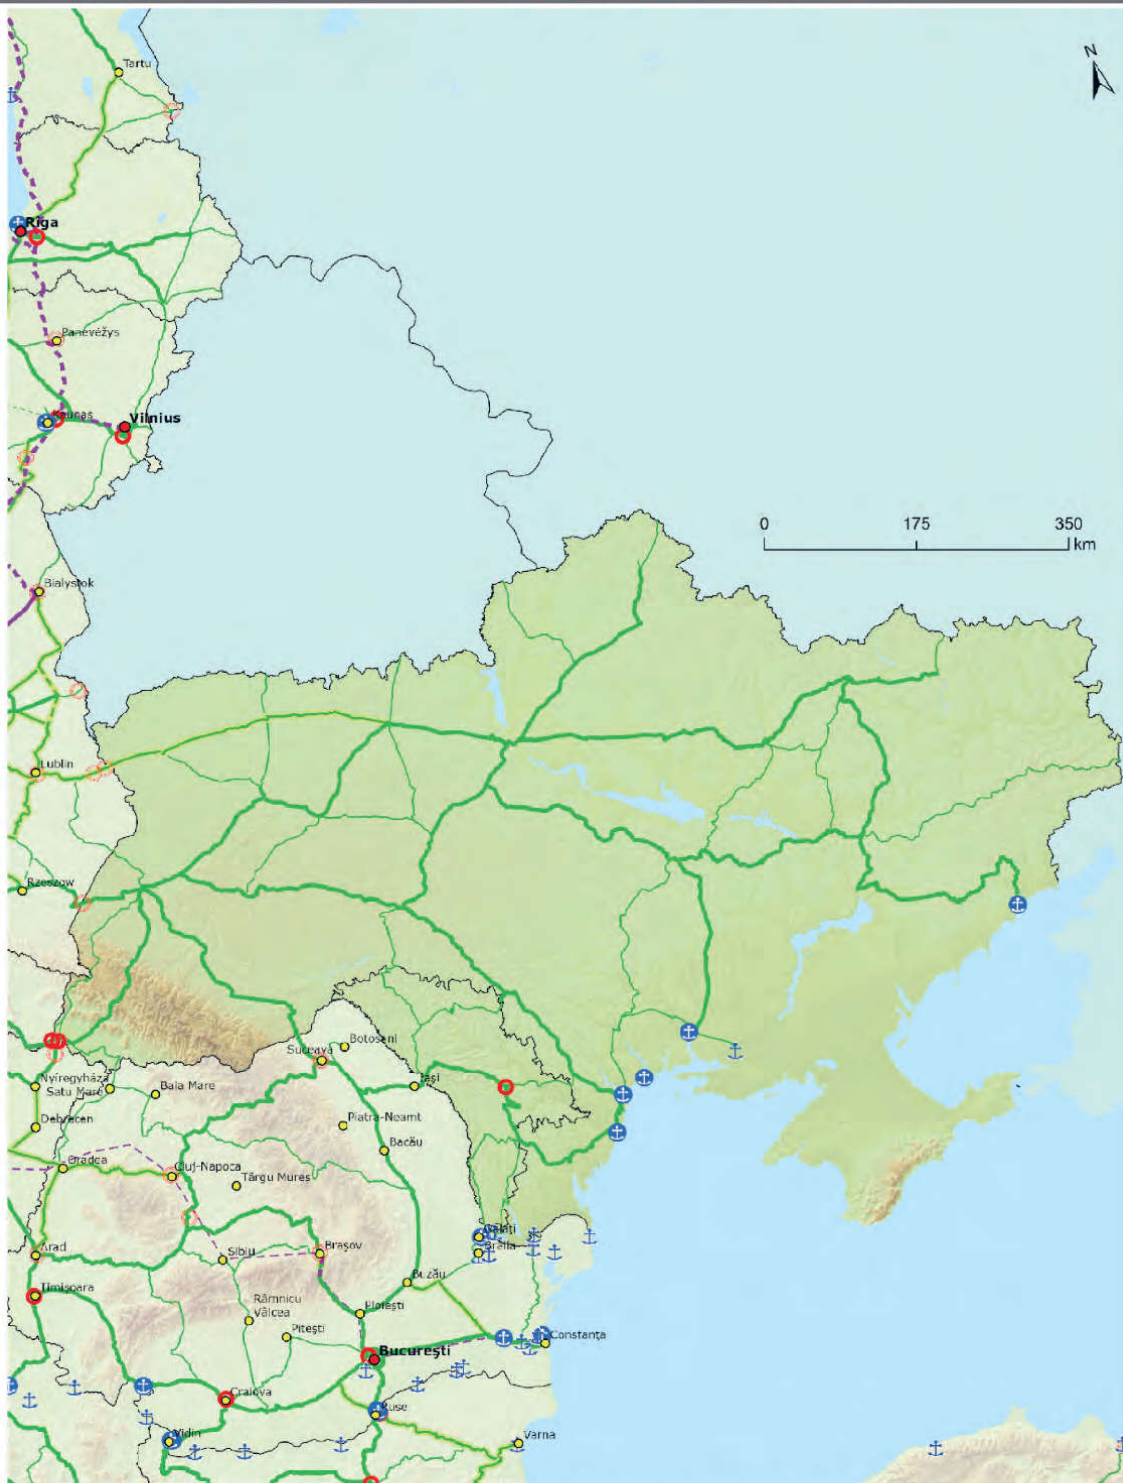 N
Tartu
Rīga
Panevėžys
Kaunas
Vilnius
0 175 350
km
Bialystok
Lublin
Rzeszow
Botoșani
Suceava
Nyíregyháza
Satu Mare
Baia Mare
Iași
Debrecen
Piatra-Neamt
Bacău
Oradea
Cluj-Napoca
Târgu Mureș
Galați
Brăila
Arad
Sibiu
Brașov
Buzău
Timișoara
Râmnicu
Vâlcea
Ploiești
Pitești
Constanța
București
Craiova
Ruse
Vidin
Varna